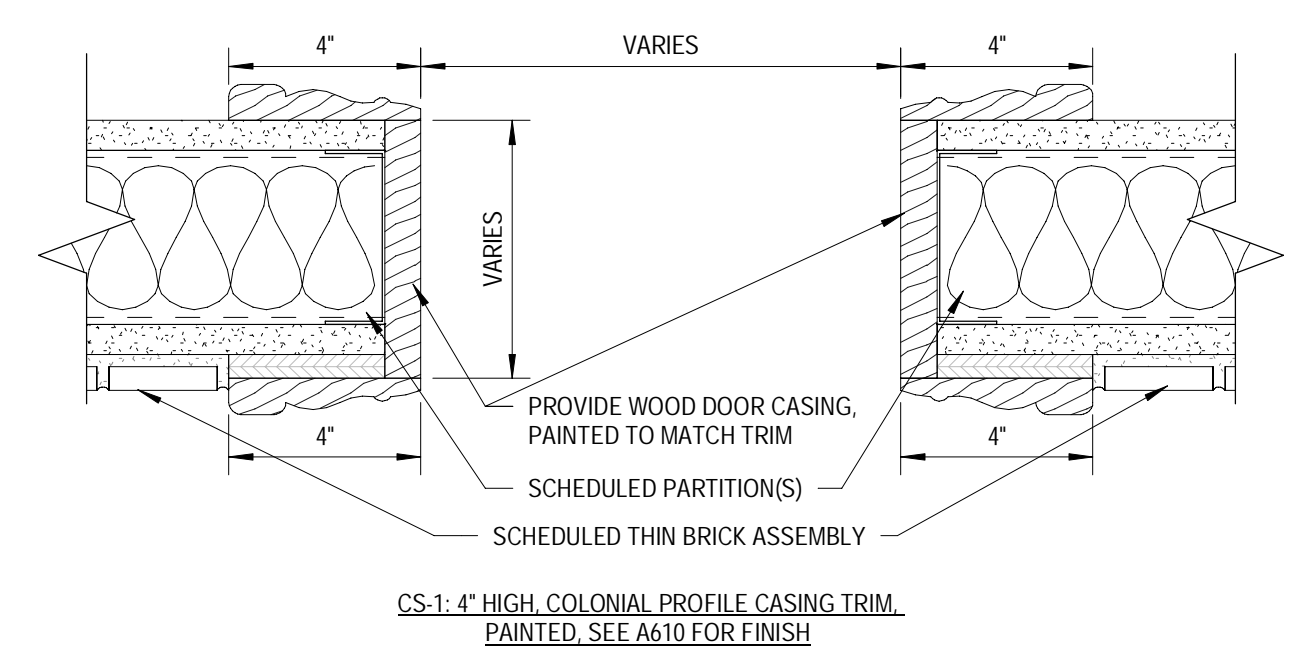 4"
VARIES
4"
VARIES
PROVIDE WOOD DOOR CASING,
PAINTED TO MATCH TRIM
4"
4"
SCHEDULED PARTITION(S)
SCHEDULED THIN BRICK ASSEMBLY
CS-1: 4" HIGH, COLONIAL PROFILE CASING TRIM,
PAINTED, SEE A610 FOR FINISH